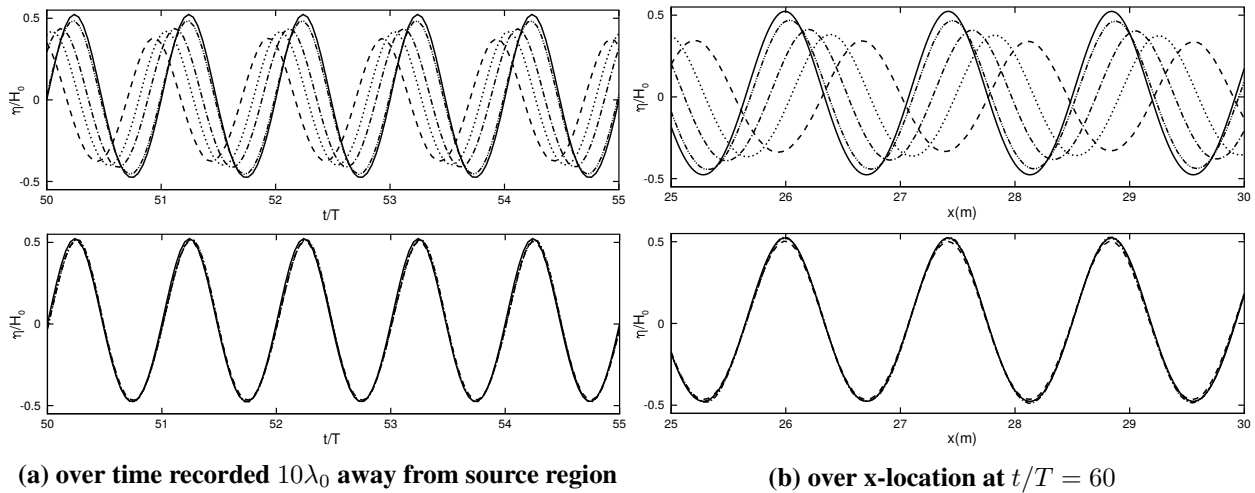 0.5
0
-0.5
η/H₀
50 51 52 53 54 55
t/T
0.5
0
-0.5
η/H₀
25 26 27 28 29 30
x(m)
0.5
0
-0.5
η/H₀
50 51 52 53 54 55
t/T
0.5
0
-0.5
η/H₀
25 26 27 28 29 30
x(m)
(a) over time recorded 10λ₀ away from source region
(b) over x-location at t/T = 60